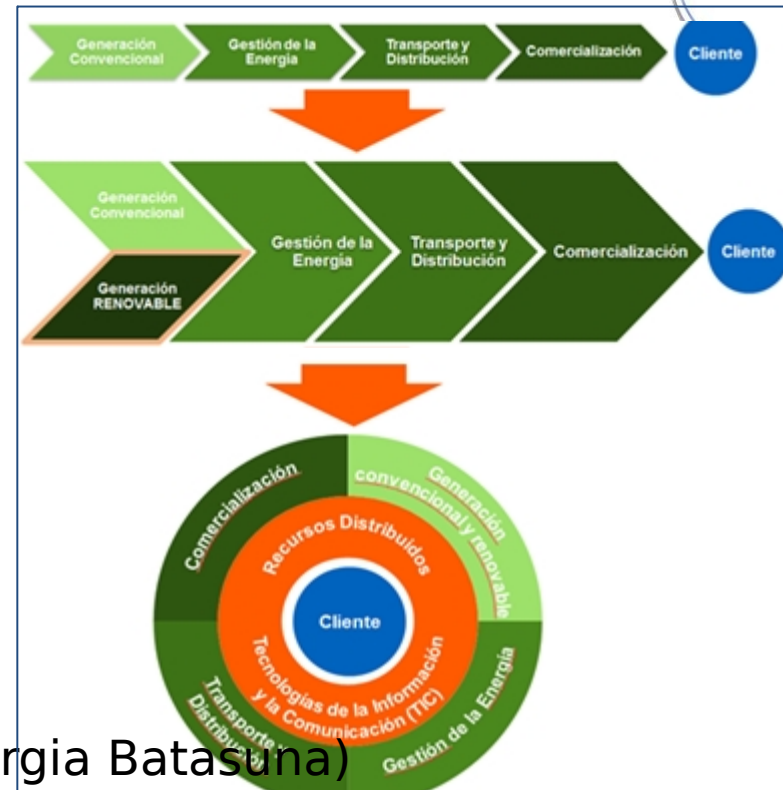 Generación
Convencional
Gestión de la
Energía
Transporte y
Distribución
Comercialización
Cliente
Generación
Convencional
Generación
RENOVABLE
Gestión de la
Energía
Transporte y
Distribución
Comercialización
Cliente
Comercialización
Generación
convencional y renovable
Recursos Distribuidos
Cliente
Tecnologías de la Información
y la Comunicación (TIC)
Transporte y
Distribución
Gestión de la Energía
rgia Batasuna)